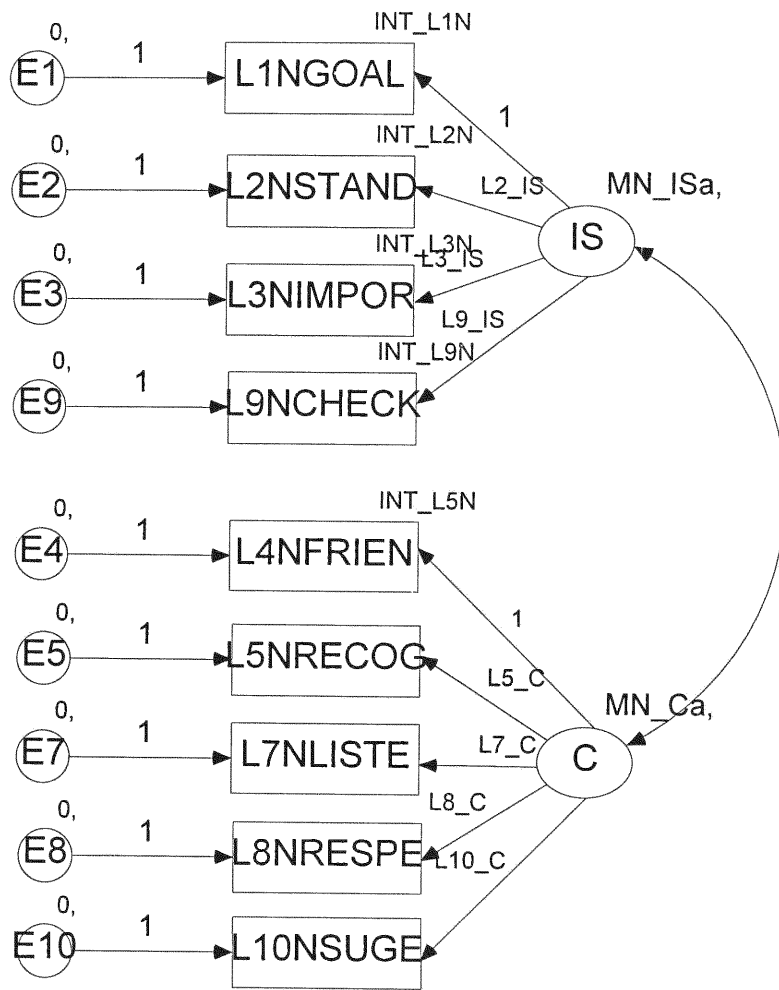 INT_L1N
0,
E1
1
L1NGOAL
1
INT_L2N
0,
E2
1
L2NSTAND
L2_IS
MN_ISa,
IS
INT_L3N
0,
E3
1
L3NIMPOR
L3_IS
L9_IS
INT_L9N
0,
E9
1
L9NCHECK
INT_L5N
0,
E4
1
L4NFRIEN
1
0,
E5
1
L5NRECOG
L5_C
MN_Ca,
C
0,
E7
1
L7NLISTE
L7_C
L8_C
0,
E8
1
L8NRESPE
L10_C
0,
E10
1
L10NSUGE